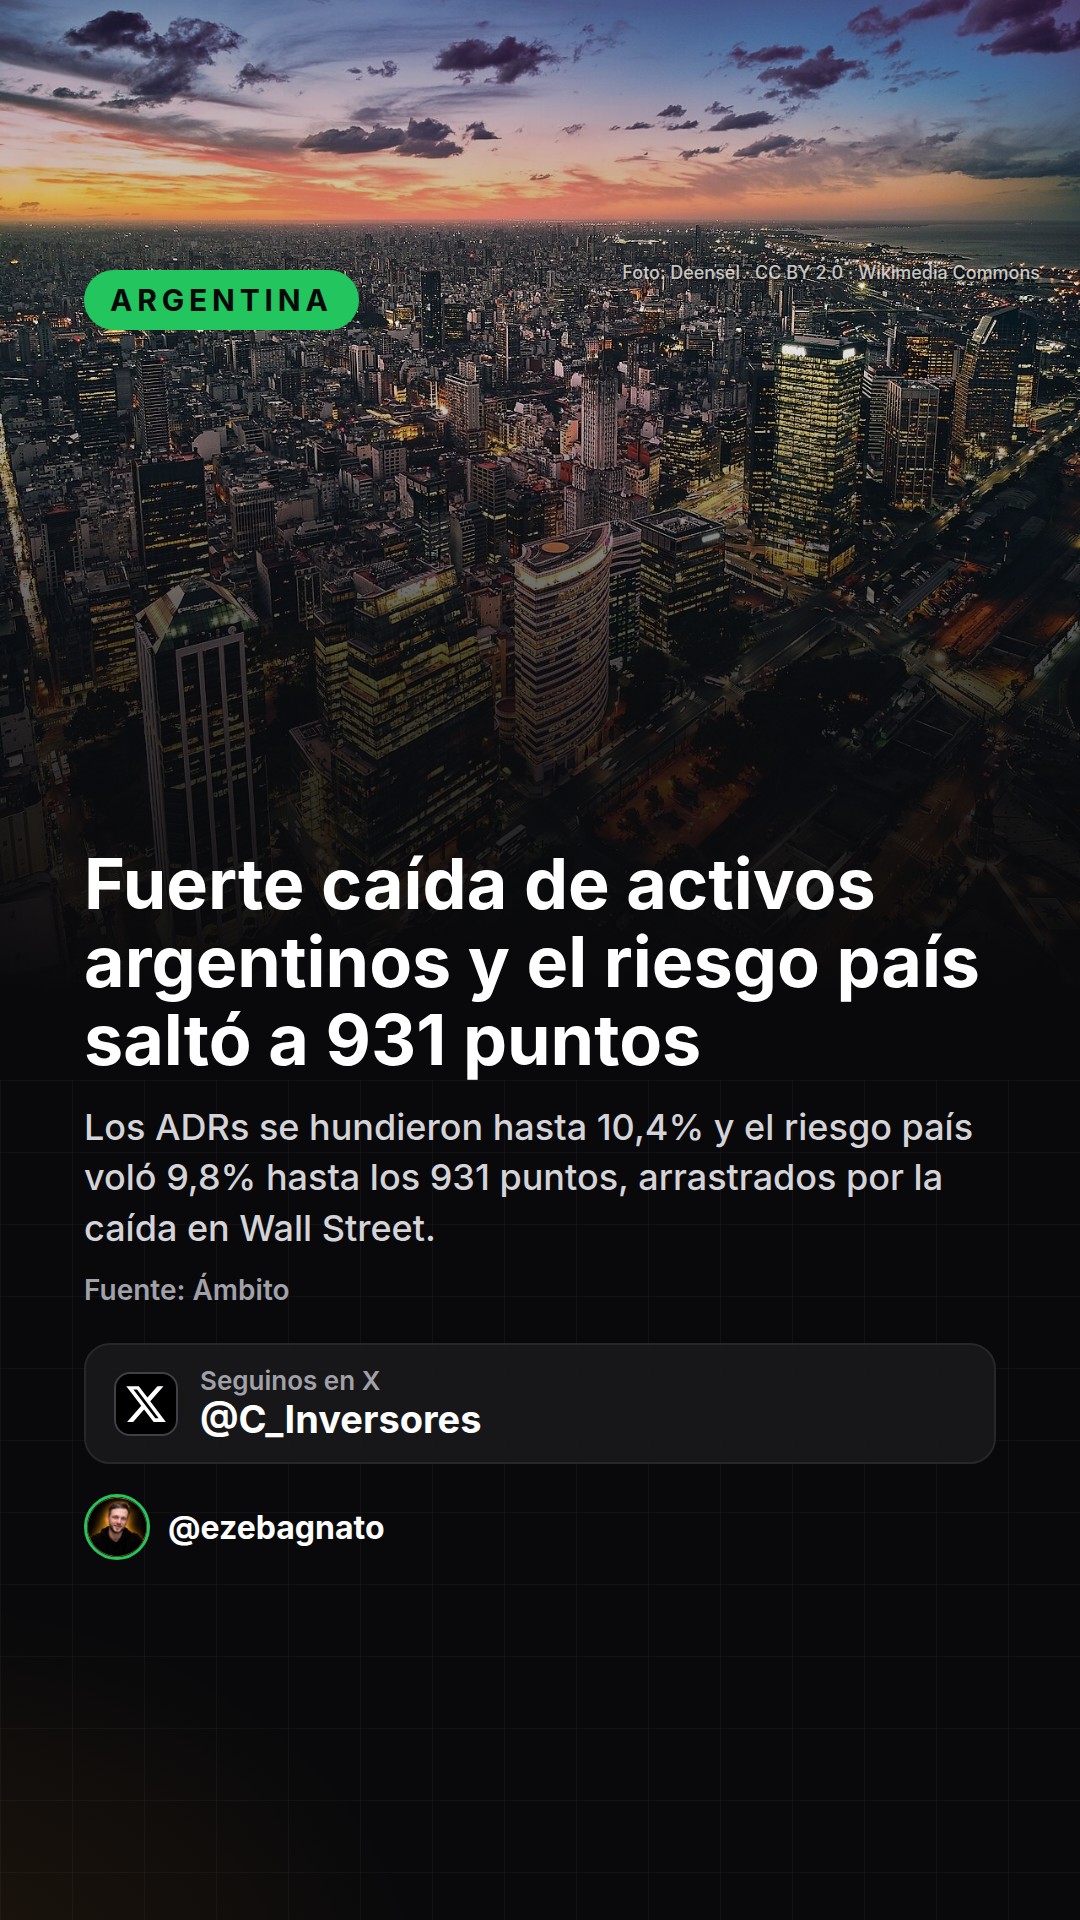 Foto: Deensel · CC BY 2.0 · Wikimedia Commons
ARGENTINA
Fuerte caída de activos
argentinos y el riesgo país
saltó a 931 puntos
Los ADRs se hundieron hasta 10,4% y el riesgo país
voló 9,8% hasta los 931 puntos, arrastrados por la
caída en Wall Street.
Fuente: Ámbito
Seguinos en X
@C_Inversores
@ezebagnato